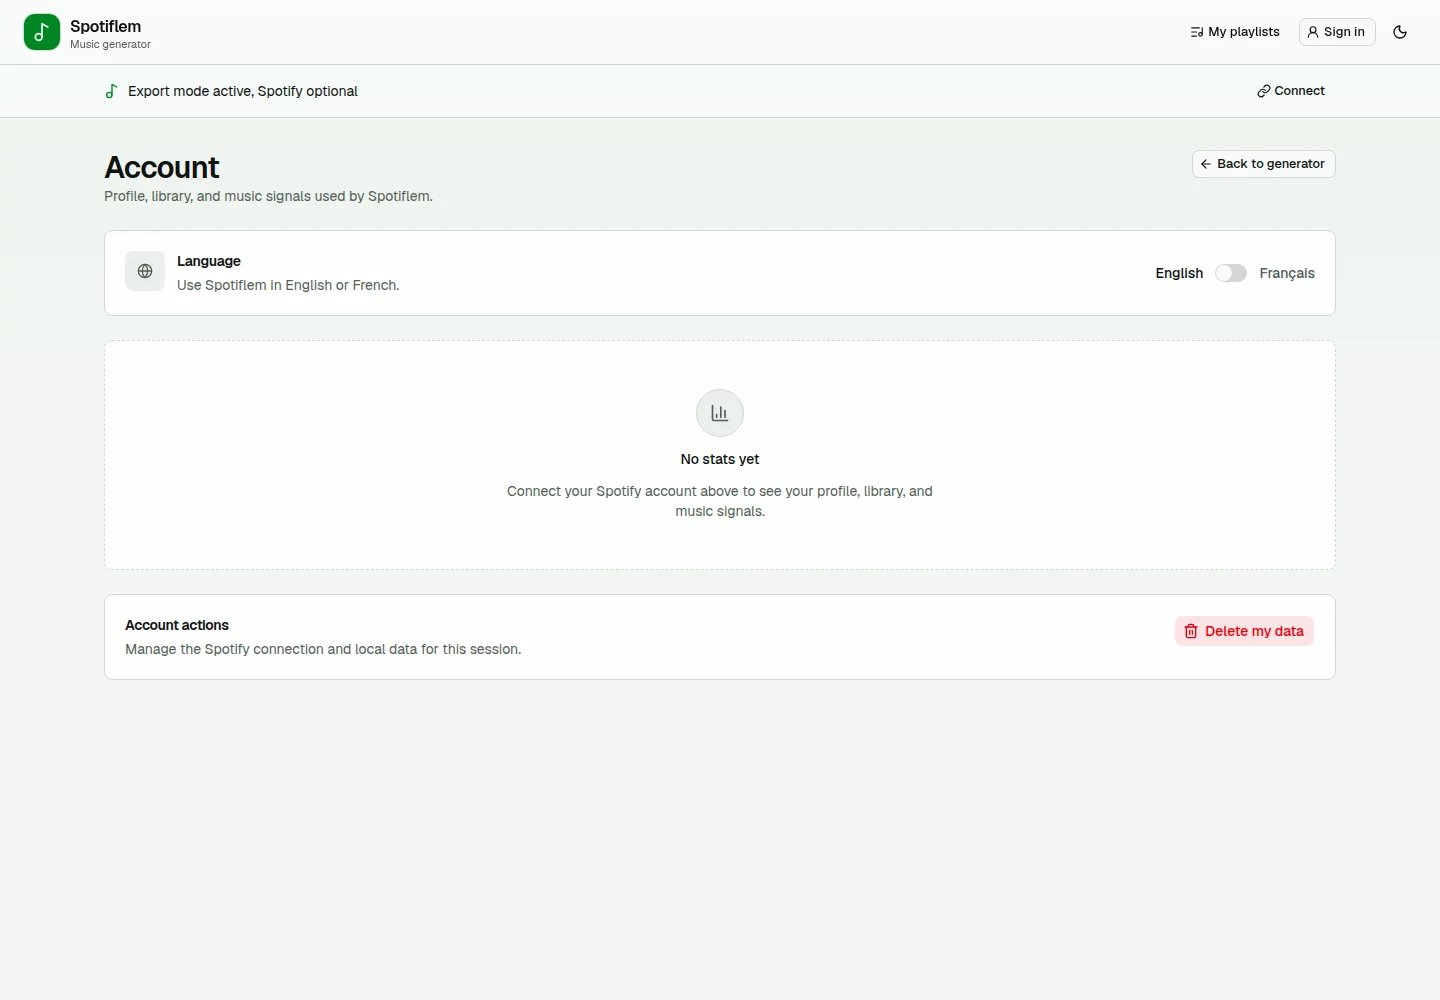 Spotiflem
Music generator
My playlists
Sign in
Export mode active, Spotify optional
Connect
Account
Back to generator
Profile, library, and music signals used by Spotiflem.
Language
Use Spotiflem in English or French.
English
Français
No stats yet
Connect your Spotify account above to see your profile, library, and
music signals.
Account actions
Manage the Spotify connection and local data for this session.
Delete my data